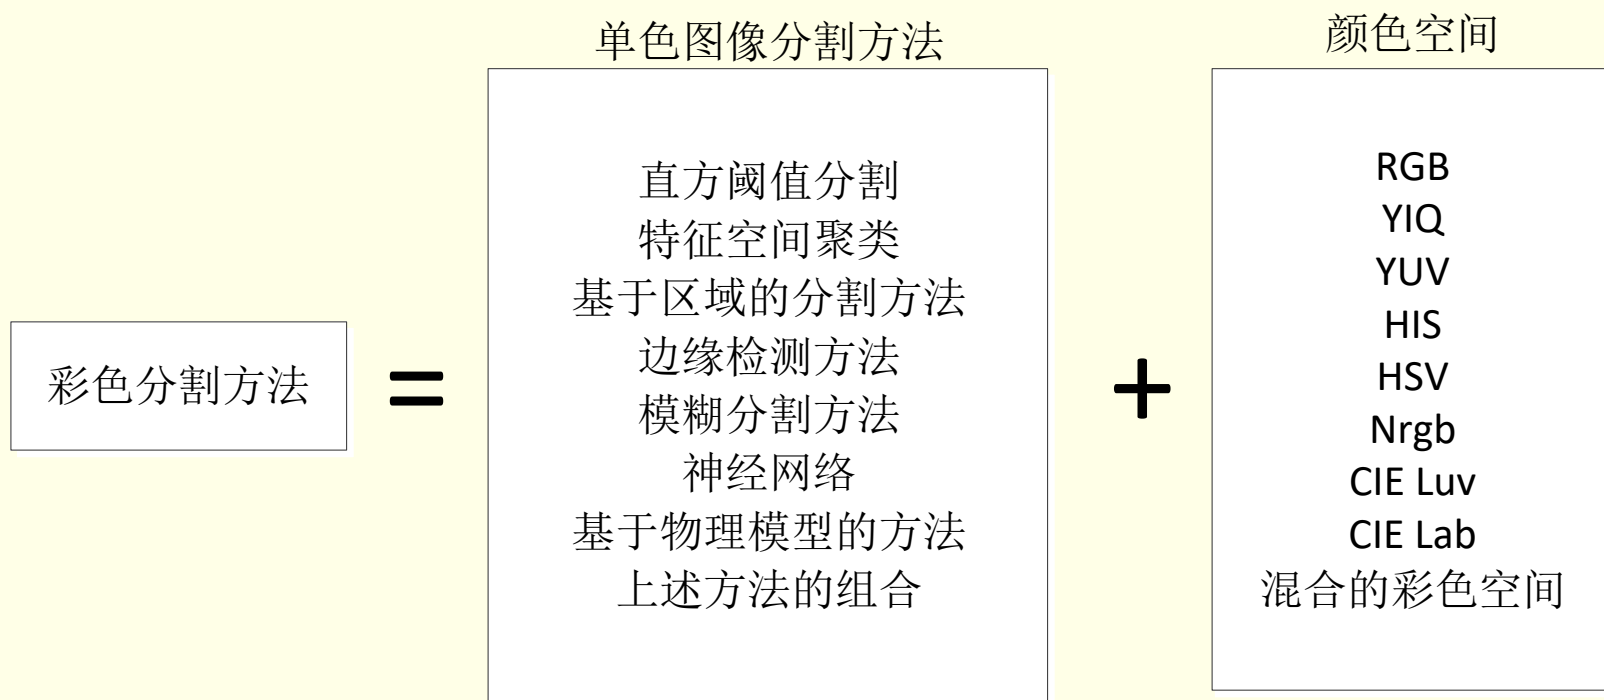 彩色分割方法
=
单色图像分割方法
直方阈值分割
特征空间聚类
基于区域的分割方法
边缘检测方法
模糊分割方法
神经网络
基于物理模型的方法
上述方法的组合
+
颜色空间
RGB
YIQ
YUV
HIS
HSV
Nrgb
CIE Luv
CIE Lab
混合的彩色空间